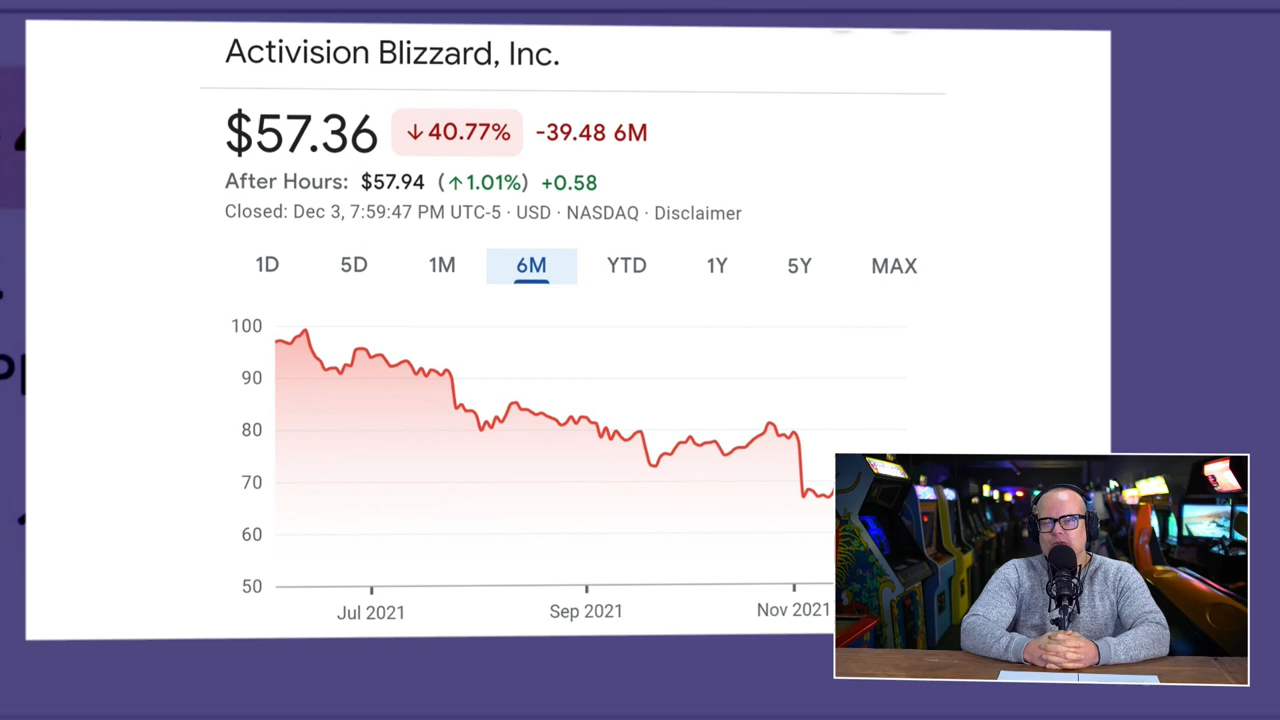 Activision Blizzard, Inc.
$57.36 ↓40.77% -39.48 6M
After Hours: $57.94 (↑1.01%) +0.58
Closed: Dec 3, 7:59:47 PM UTC-5 · USD · NASDAQ · Disclaimer
1D 5D 1M 6M YTD 1Y 5Y MAX
100
90
80
70
60
50
Jul 2021 Sep 2021 Nov 2021